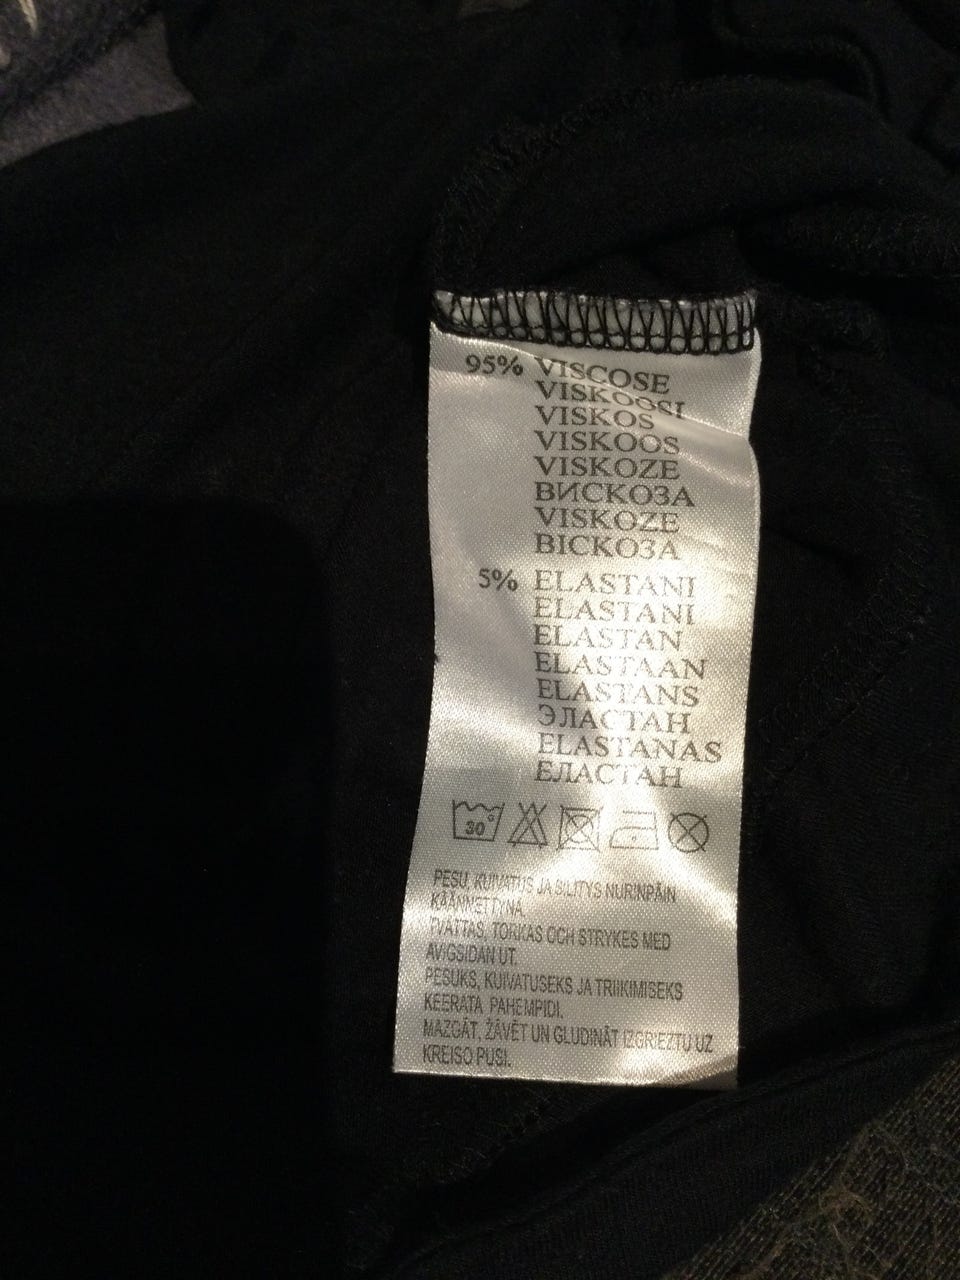 95% VISCOSE
VISKOOSI
VISKOS
VISKOOS
VISKOZE
ВИСКОЗА
VISKOZE
ВІСКОЗА
5% ELASTANI
ELASTANI
ELASTAN
ELASTAAN
ELASTANS
ЭЛАСТАН
ELASTANAS
ЕЛАСТАН
30°
PESU, KUIVATUS JA SILITYS NURINPÄIN
KÄÄNNETTYNÄ.
TVÄTTAS, TORKAS OCH STRYKES MED
AVIGSIDAN UT.
PESUKS, KUIVATUSEKS JA TRIIKIMISEKS
KEERATA PAHEMPIDI.
MAZGĀT, ŽĀVĒT UN GLUDINĀT IZGRIEZTU UZ
KREISO PUSI.